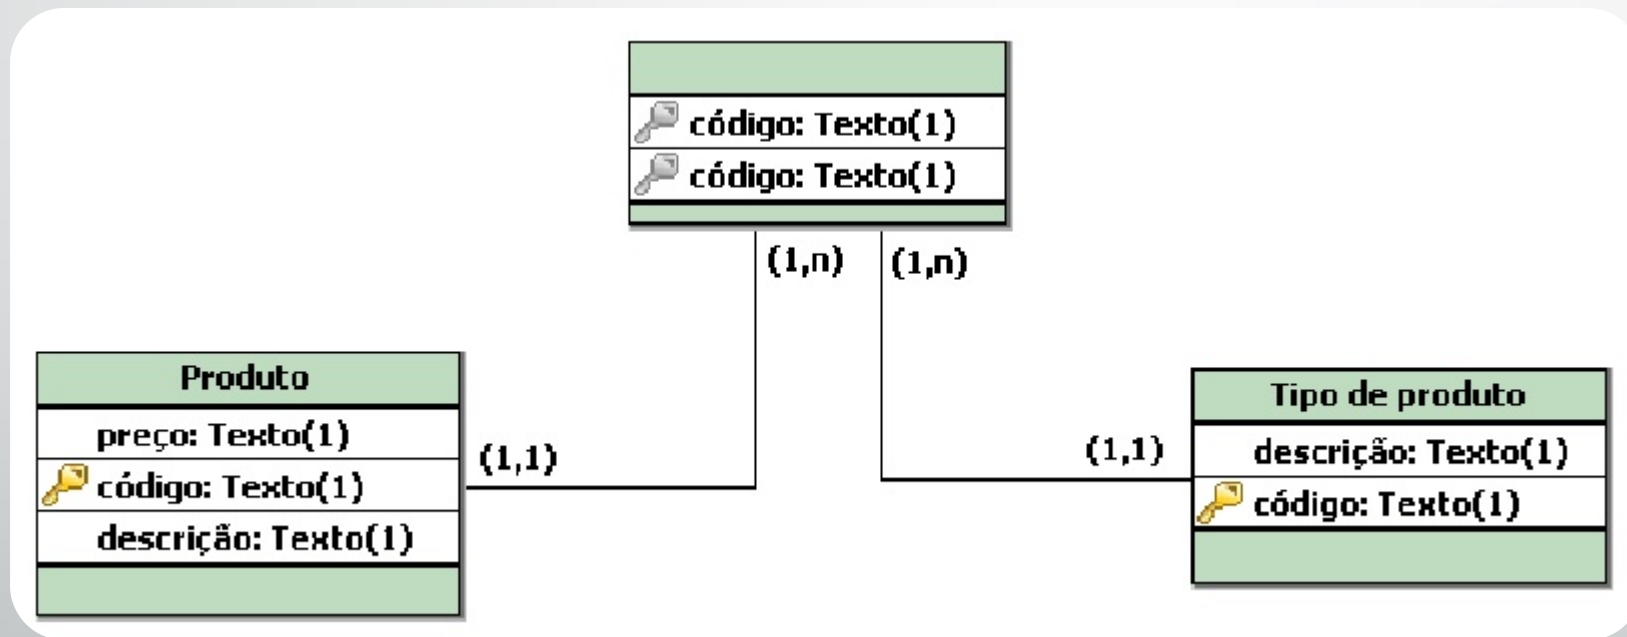 código: Texto(1)
código: Texto(1)
(1,n)
(1,n)
Produto
preço: Texto(1)
código: Texto(1)
descrição: Texto(1)
(1,1)
(1,1)
Tipo de produto
descrição: Texto(1)
código: Texto(1)